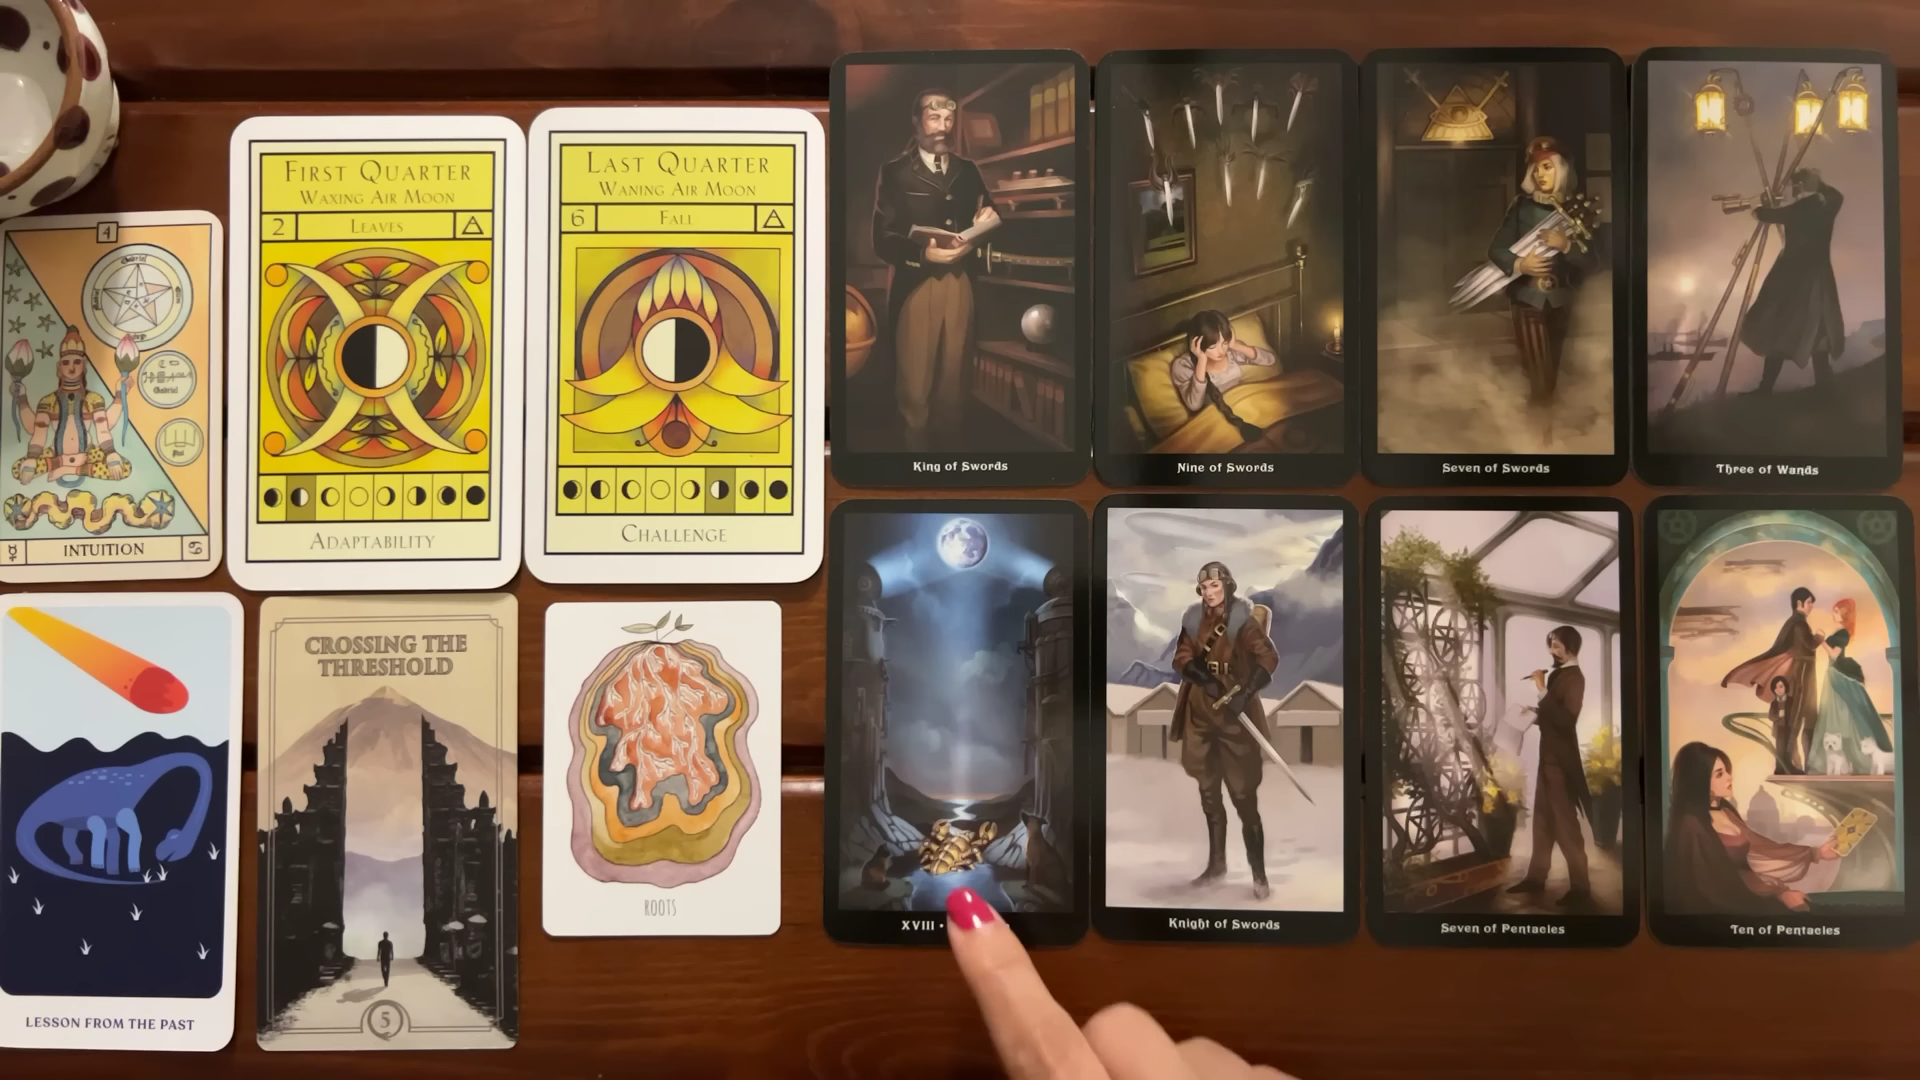 4
INTUITION
FIRST QUARTER
WAXING AIR MOON
2
LEAVES
ADAPTABILITY
LAST QUARTER
WANING AIR MOON
6
FALL
CHALLENGE
King of Swords
Nine of Swords
Seven of Swords
Three of Wands
LESSON FROM THE PAST
CROSSING THE
THRESHOLD
5
ROOTS
XVIII •
Knight of Swords
Seven of Pentacles
Ten of Pentacles